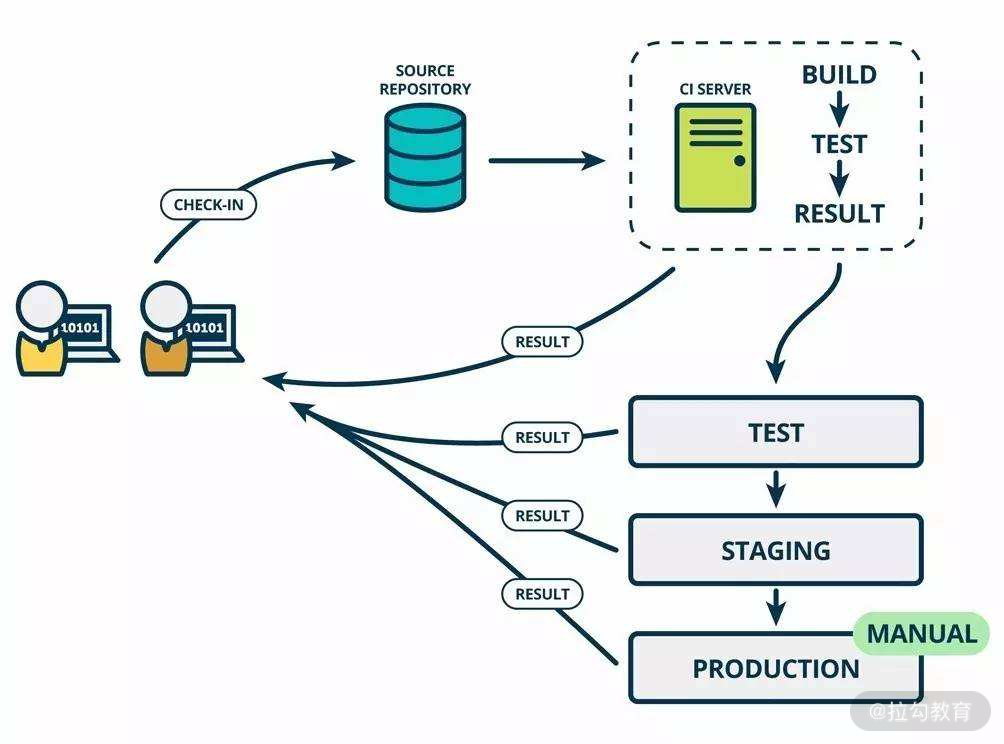 SOURCE
REPOSITORY
CI SERVER
BUILD
TEST
RESULT
CHECK-IN
10101
10101
RESULT
RESULT
TEST
RESULT
STAGING
RESULT
MANUAL
PRODUCTION
@拉勾教育